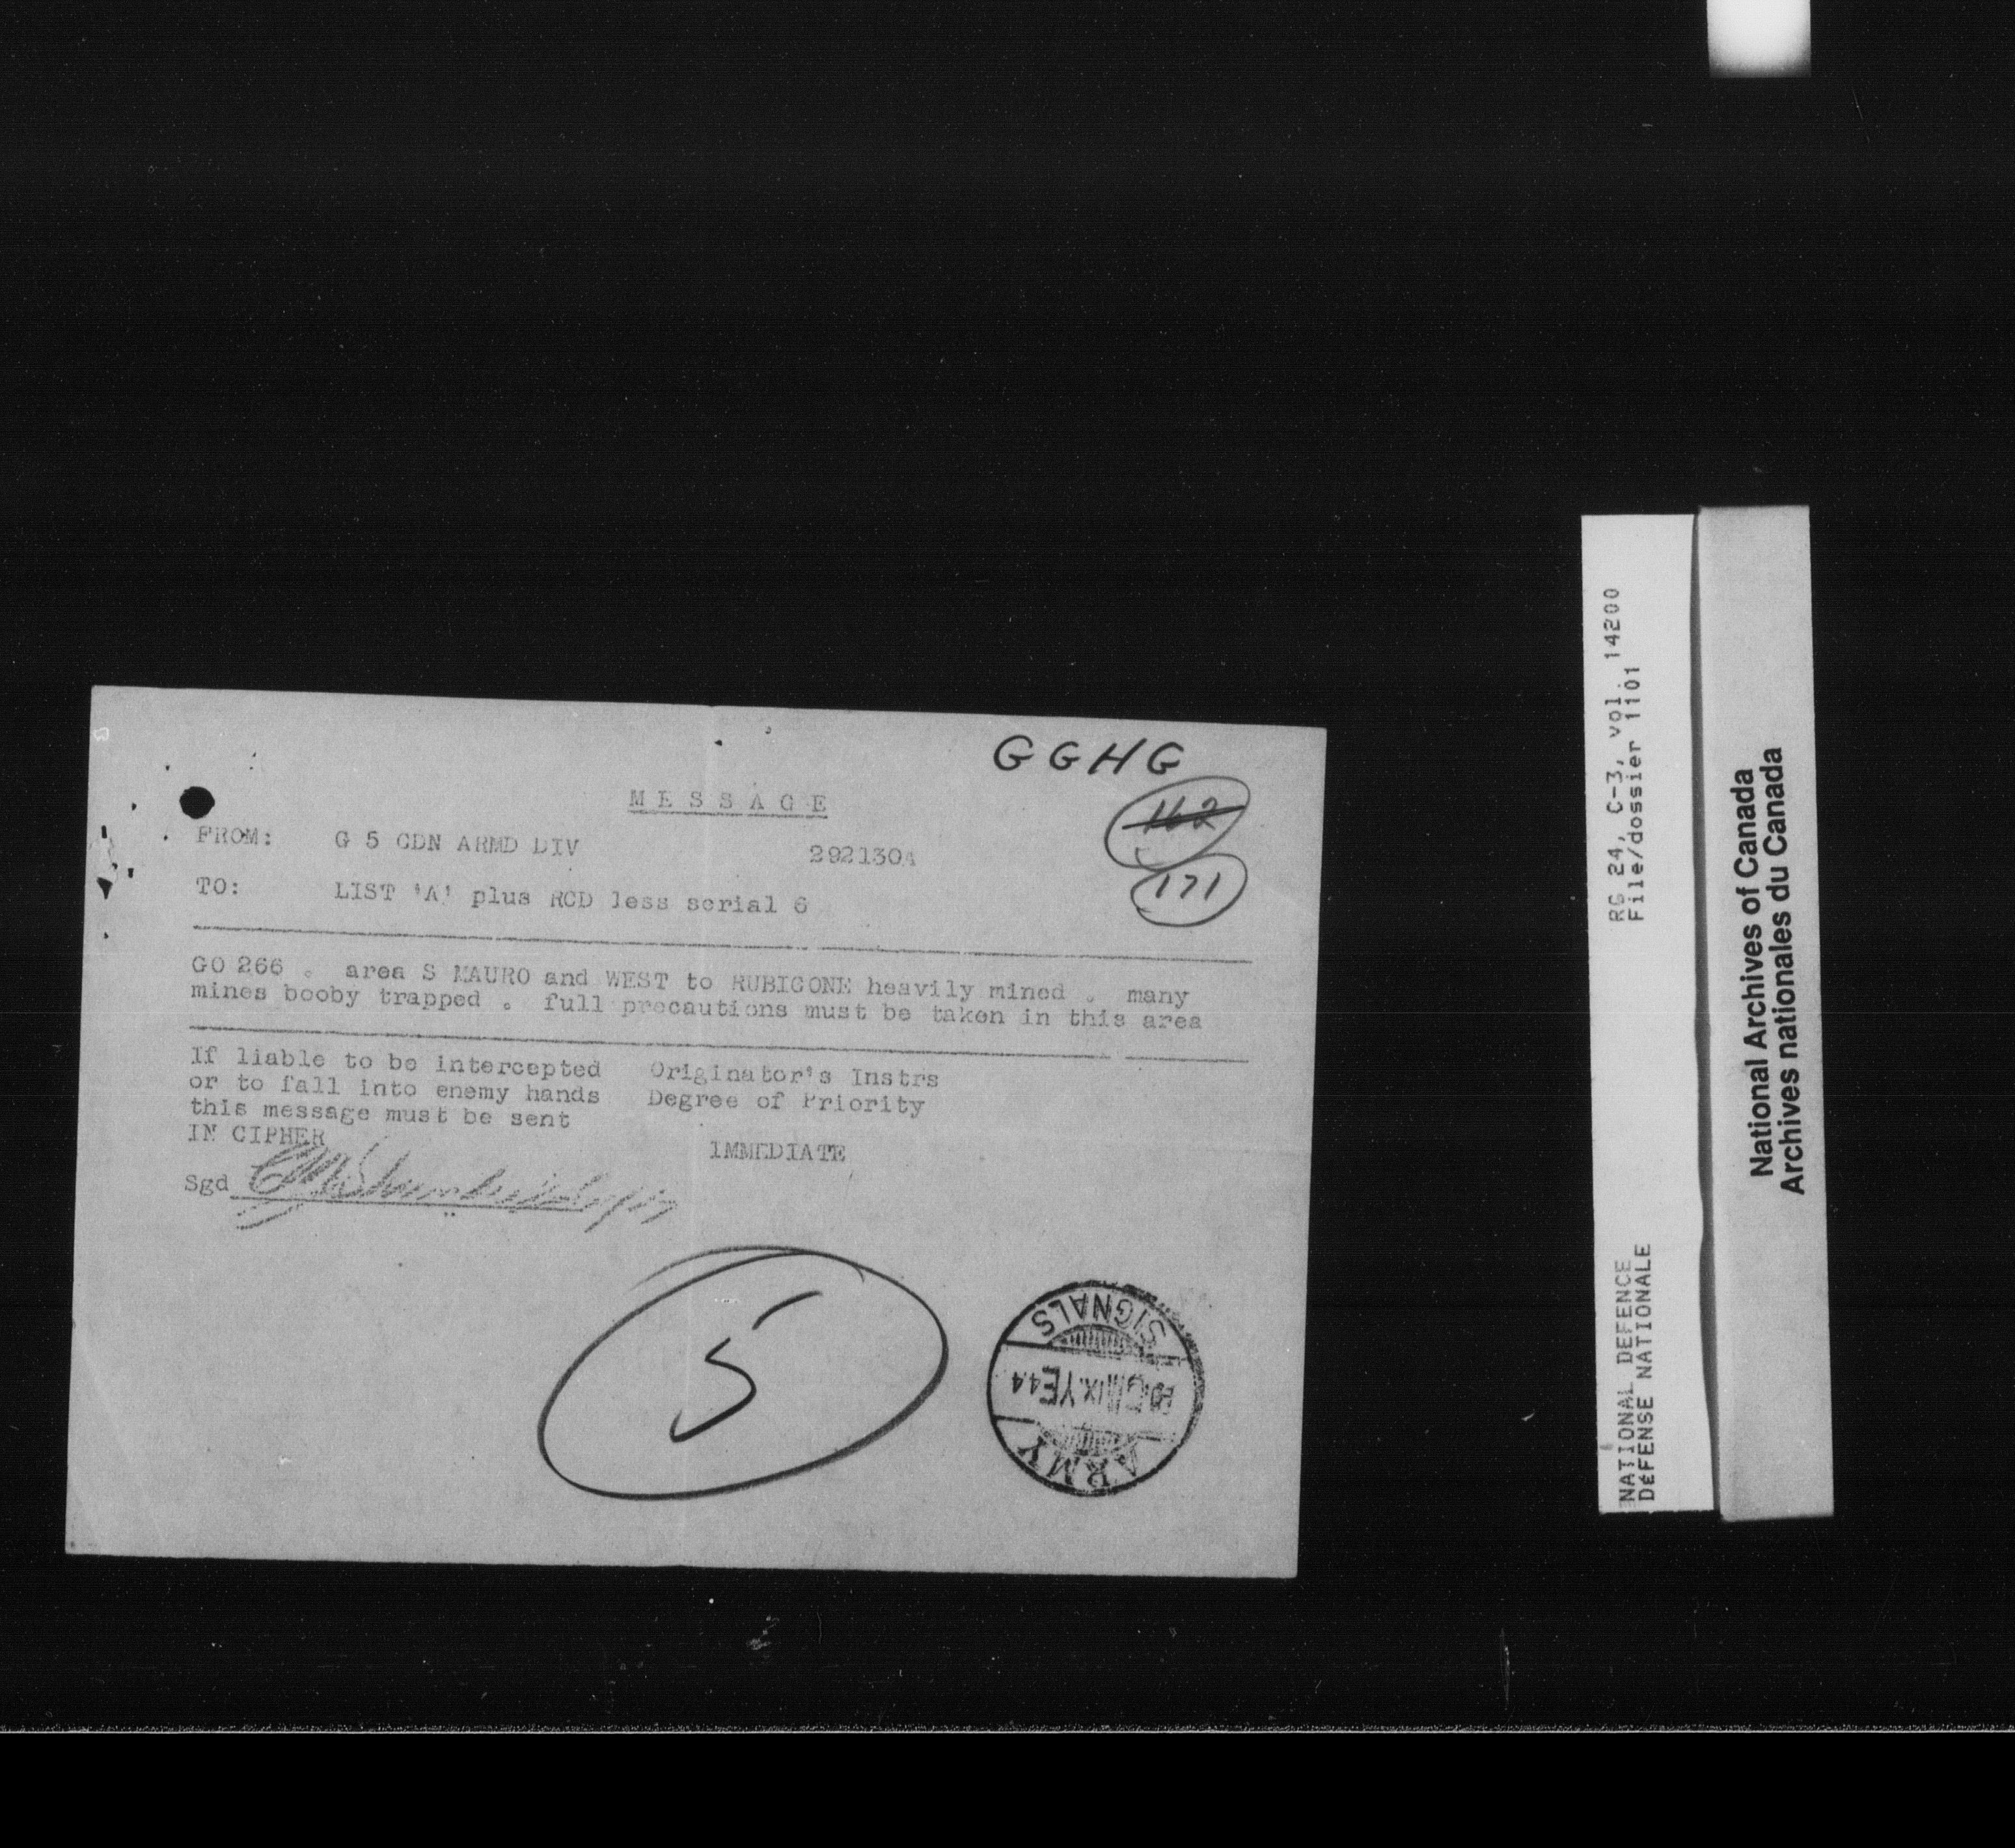 GGHG
MESSAGE
162
FROM: G 5 CDN ARMD DIV 292130A
171
TO: LIST 'A' plus RCD less serial 6
GO 266 . area S MAURO and WEST to RUBICONE heavily mined . many
mines booby trapped . full precautions must be taken in this area
If liable to be intercepted Originator's Instrs
or to fall into enemy hands Degree of Priority
this message must be sent
IN CIPHER
IMMEDIATE
Sgd
5
ARMY
IX.YE44
SIGNALS
RG 24, C-3, vol. 14200
File/dossier 1101
NATIONAL DEFENCE
DéFENSE NATIONALE
National Archives of Canada
Archives nationales du Canada